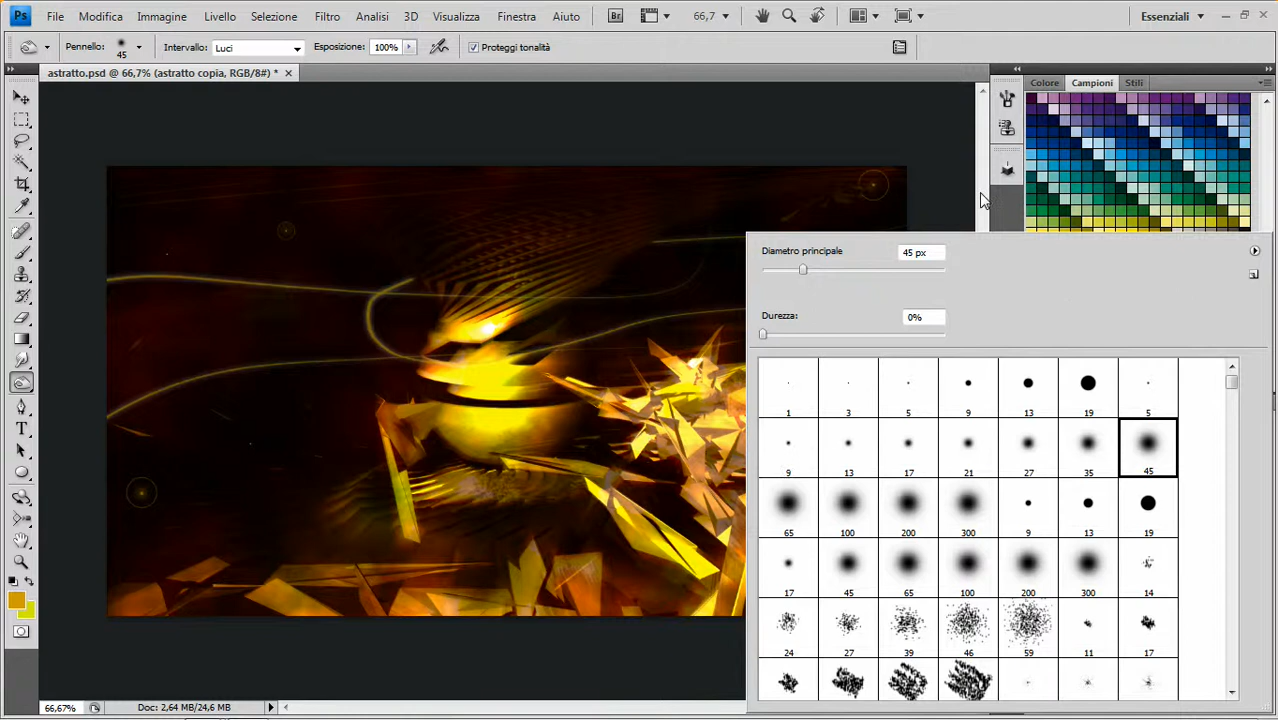 Ps File Modifica Immagine Livello Selezione Filtro Analisi 3D Visualizza Finestra Aiuto Br 66,7 Essenziali
Pennello: 45 Intervallo: Luci Esposizione: 100% Proteggi tonalità
astratto.psd @ 66,7% (astratto copia, RGB/8#) *
Colore Campioni Stili
Diametro principale 45 px
Durezza: 0%
1 3 5 9 13 19 5
9 13 17 21 27 35 45
65 100 200 300 9 13 19
17 45 65 100 200 300 14
24 27 39 46 59 11 17
66,67% Doc: 2,64 MB/24,6 MB